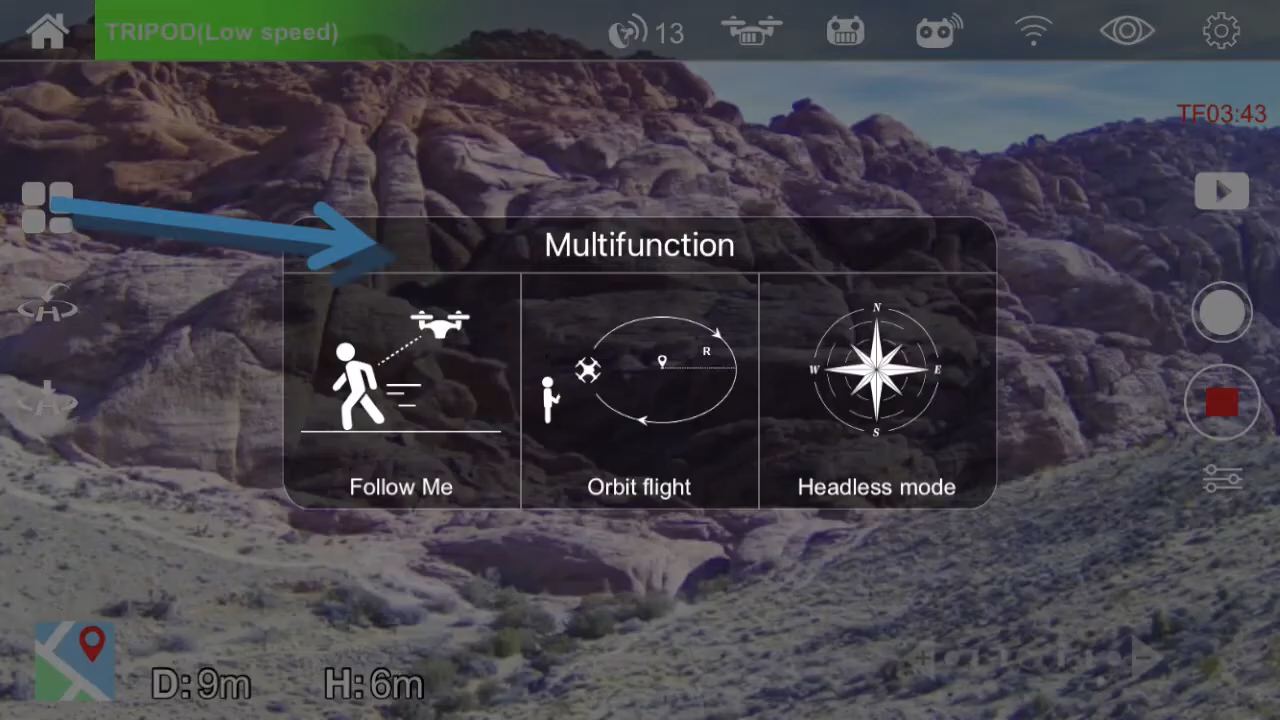 TRIPOD(Low speed)
13
TF03:43
Multifunction
R
N
W
E
S
Follow Me
Orbit flight
Headless mode
H
H
D:9m
H:6m